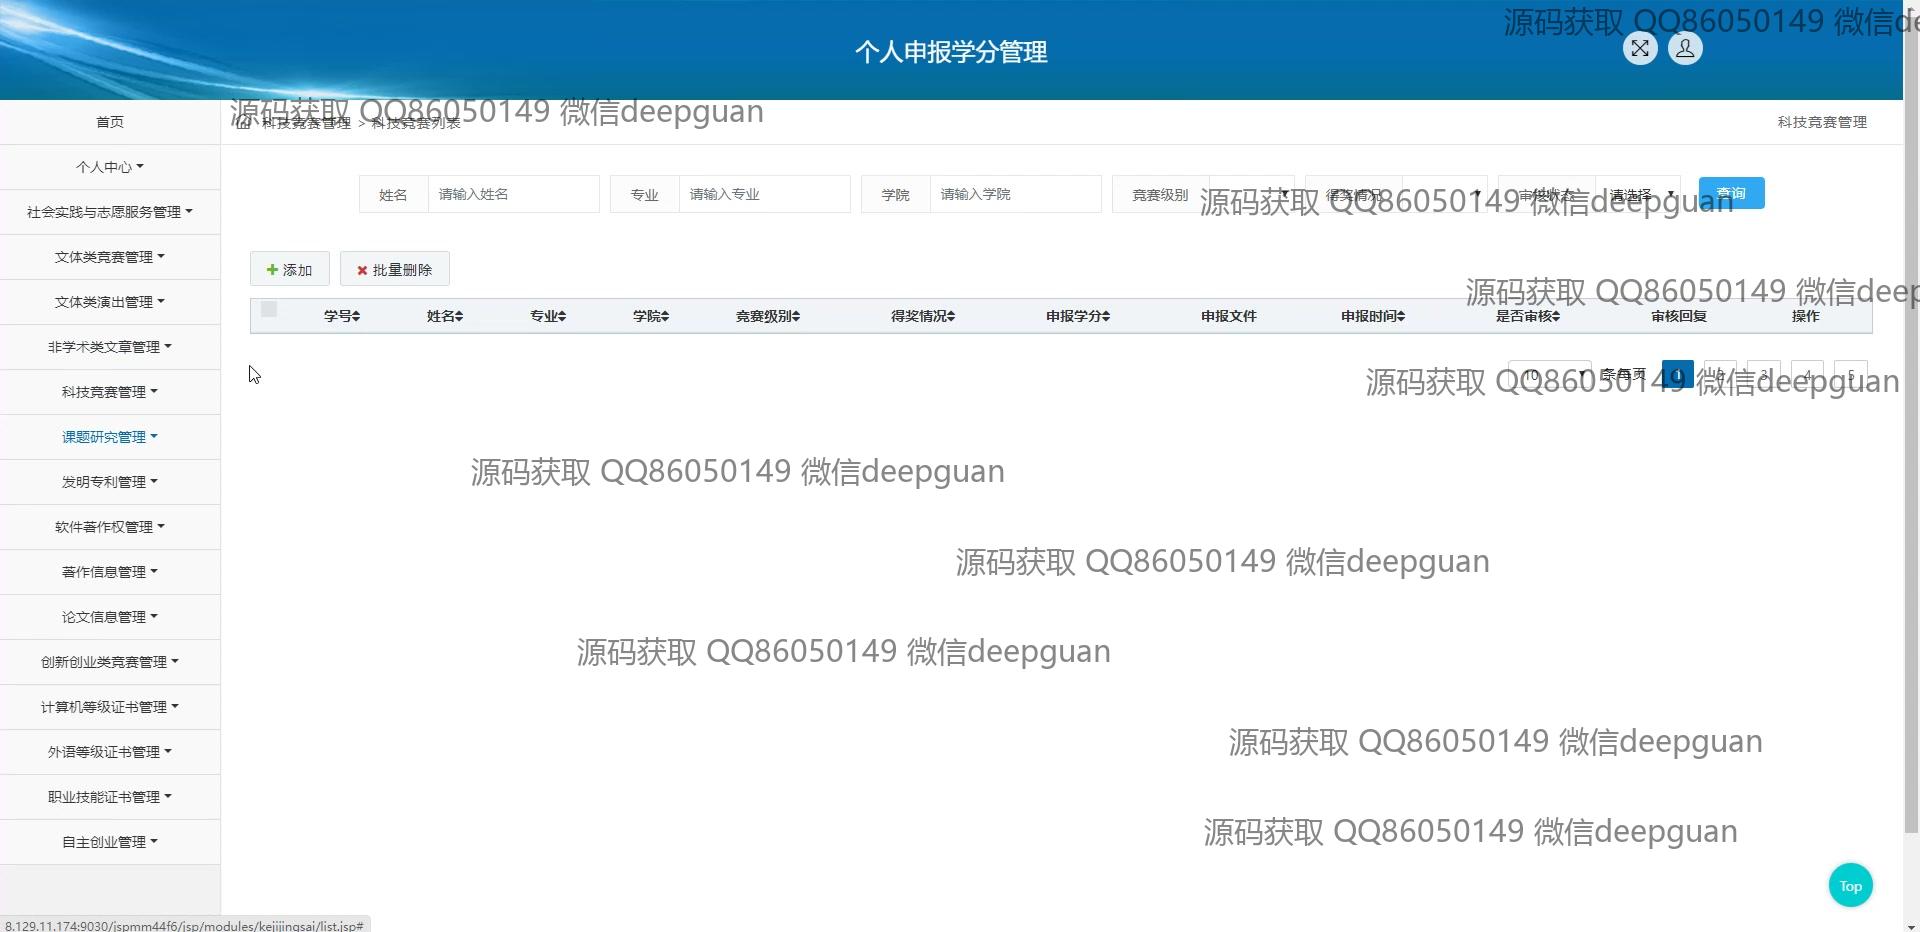 源码获取 QQ86050149 微信de
个人申报学分管理
源码获取 QQ86050149 微信deepguan
首页
科技竞赛管理 > 科技竞赛列表
科技竞赛管理
个人中心
姓名 请输入姓名 专业 请输入专业 学院 请输入学院 竞赛级别 得奖情况 审核状态 请选择 查询
源码获取 QQ86050149 微信deepguan
社会实践与志愿服务管理
文体类竞赛管理
添加 批量删除
源码获取 QQ86050149 微信deep
文体类演出管理
学号 姓名 专业 学院 竞赛级别 得奖情况 申报学分 申报文件 申报时间 是否审核 审核回复 操作
非学术类文章管理
10 条每页 1 2 3 4 5
源码获取 QQ86050149 微信deepguan
科技竞赛管理
课题研究管理
源码获取 QQ86050149 微信deepguan
发明专利管理
软件著作权管理
源码获取 QQ86050149 微信deepguan
著作信息管理
论文信息管理
源码获取 QQ86050149 微信deepguan
创新创业类竞赛管理
计算机等级证书管理
源码获取 QQ86050149 微信deepguan
外语等级证书管理
职业技能证书管理
源码获取 QQ86050149 微信deepguan
自主创业管理
Top
8.129.11.174:9030/jspmm44f6/jsp/modules/kejijingsai/list.jsp#